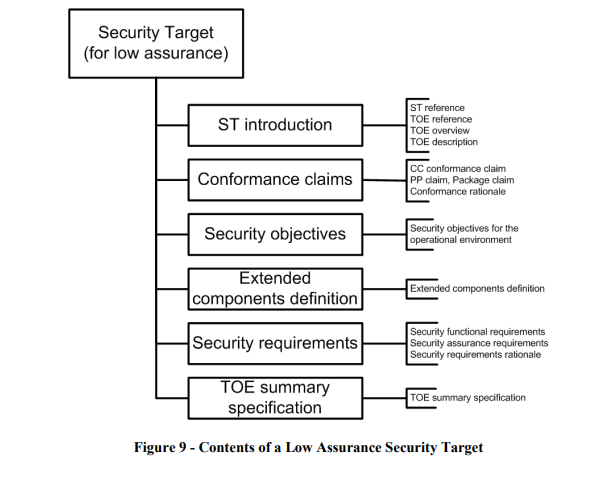 Security Target
(for low assurance)
ST introduction
ST reference
TOE reference
TOE overview
TOE description
Conformance claims
CC conformance claim
PP claim, Package claim
Conformance rationale
Security objectives
Security objectives for the
operational environment
Extended
components definition
Extended components definition
Security requirements
Security functional requirements
Security assurance requirements
Security requirements rationale
TOE summary
specification
TOE summary specification
Figure 9 - Contents of a Low Assurance Security Target